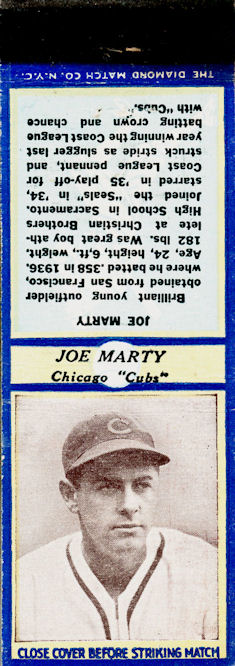 THE DIAMOND MATCH CO. N.Y.C.
JOE MARTY
Brilliant young outfielder
obtained from San Francisco,
where he batted, .358 in 1936.
Age, 24, height, 6 ft., weight,
182 lbs. Was great boy ath-
lete at Christian Brothers
High School in Sacramento.
Joined the "Seals" in '34,
starred in '35 play-off for
Coast League pennant, and
struck stride as slugger last
year winning the Coast League
batting crown and chance
with "Cubs."
JOE MARTY
Chicago "Cubs"
C
CLOSE COVER BEFORE STRIKING MATCH